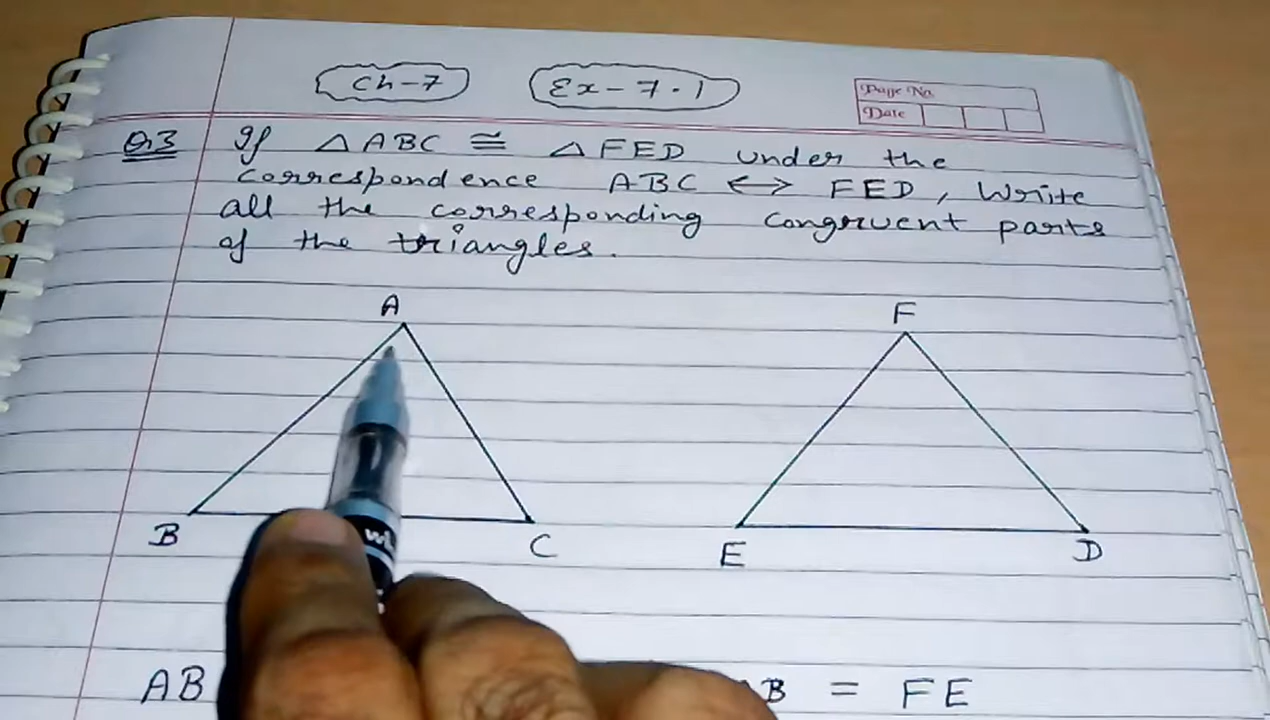 Ch-7 Ex-7.1
Page No.
Date
Q.3 If △ABC ≅ △FED under the
correspondence ABC ↔ FED, Write
all the corresponding congruent parts
of the triangles.
A F
B C E D
AB B = FE